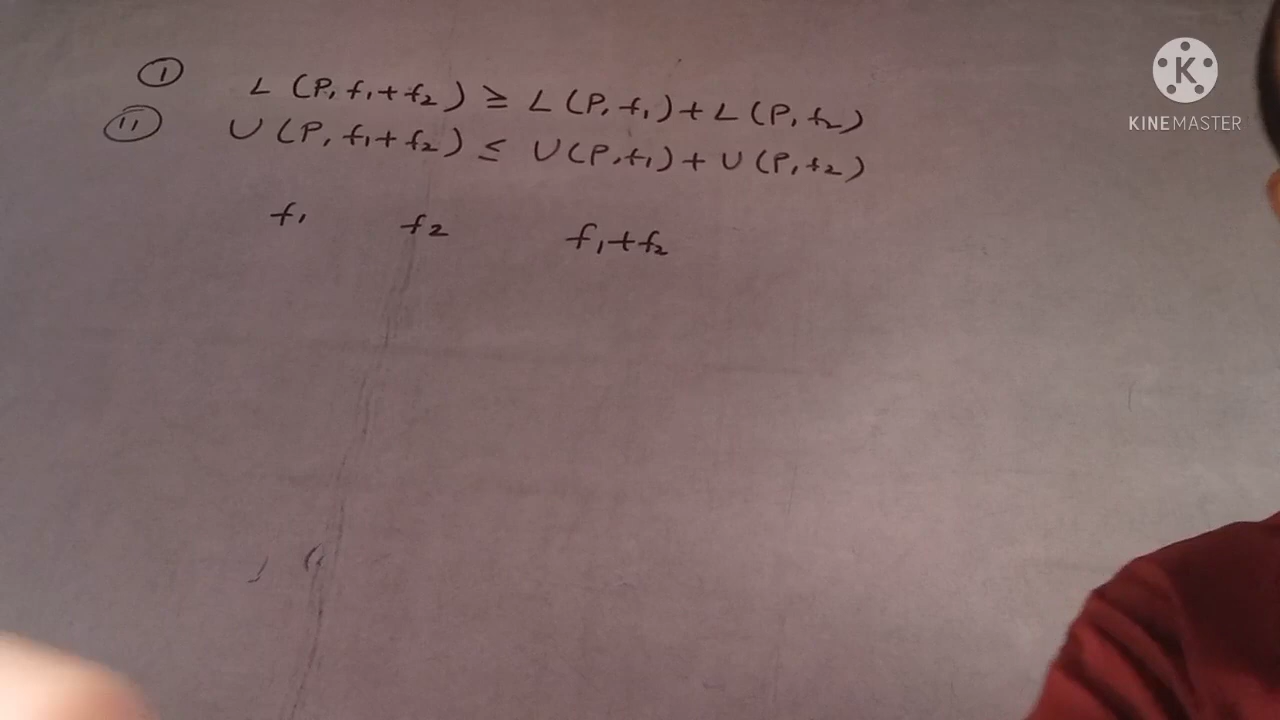 ① L (P, f₁+f₂) ≥ L (P, f₁) + L (P, f₂)
⑪ U (P, f₁+f₂) ≤ U (P, f₁) + U (P, f₂)
f₁ f₂ f₁+f₂
K
KINEMASTER